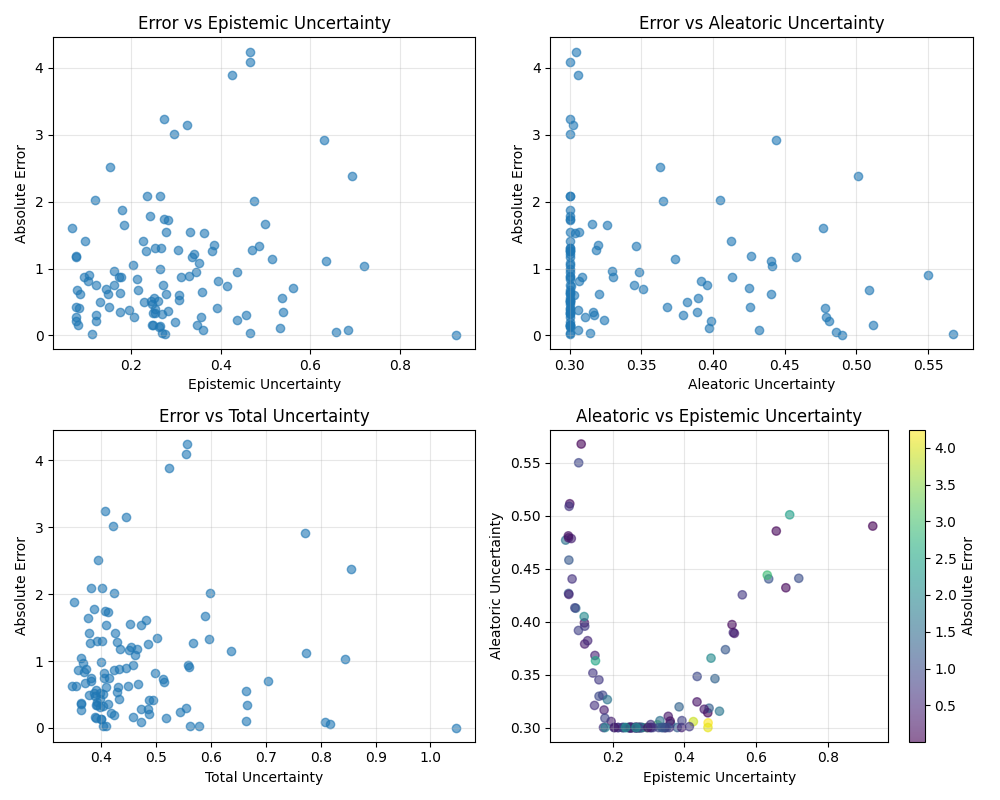 Error vs Epistemic Uncertainty
Absolute Error
4
3
2
1
0
0.2 0.4 0.6 0.8
Epistemic Uncertainty
Error vs Aleatoric Uncertainty
Absolute Error
4
3
2
1
0
0.30 0.35 0.40 0.45 0.50 0.55
Aleatoric Uncertainty
Error vs Total Uncertainty
Absolute Error
4
3
2
1
0
0.4 0.5 0.6 0.7 0.8 0.9 1.0
Total Uncertainty
Aleatoric vs Epistemic Uncertainty
Aleatoric Uncertainty
0.55
0.50
0.45
0.40
0.35
0.30
0.2 0.4 0.6 0.8
Epistemic Uncertainty
4.0
3.5
3.0
2.5
2.0
1.5
1.0
0.5
Absolute Error